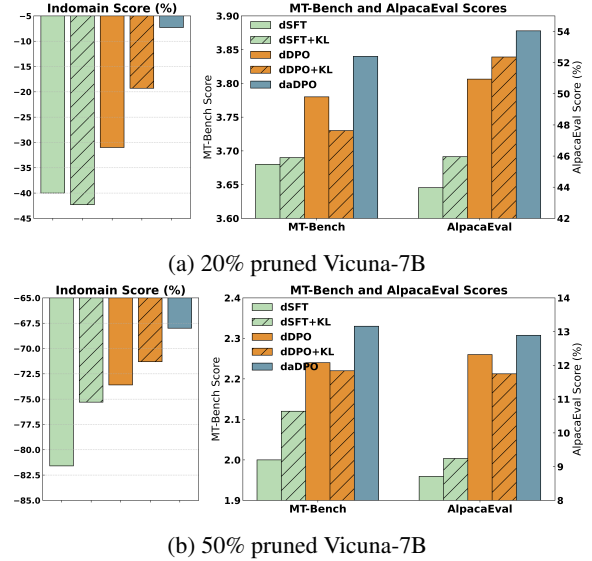 Indomain Score (%)
−5
−10
−15
−20
−25
−30
−35
−40
−45
MT-Bench and AlpacaEval Scores
dSFT
dSFT+KL
dDPO
dDPO+KL
daDPO
MT-Bench Score
3.90
3.85
3.80
3.75
3.70
3.65
3.60
AlpacaEval Score (%)
54
52
50
48
46
44
42
MT-Bench
AlpacaEval
(a) 20% pruned Vicuna-7B
Indomain Score (%)
−65.0
−67.5
−70.0
−72.5
−75.0
−77.5
−80.0
−82.5
−85.0
MT-Bench and AlpacaEval Scores
dSFT
dSFT+KL
dDPO
dDPO+KL
daDPO
MT-Bench Score
2.4
2.3
2.2
2.1
2.0
1.9
AlpacaEval Score (%)
14
13
12
11
10
9
8
MT-Bench
AlpacaEval
(b) 50% pruned Vicuna-7B